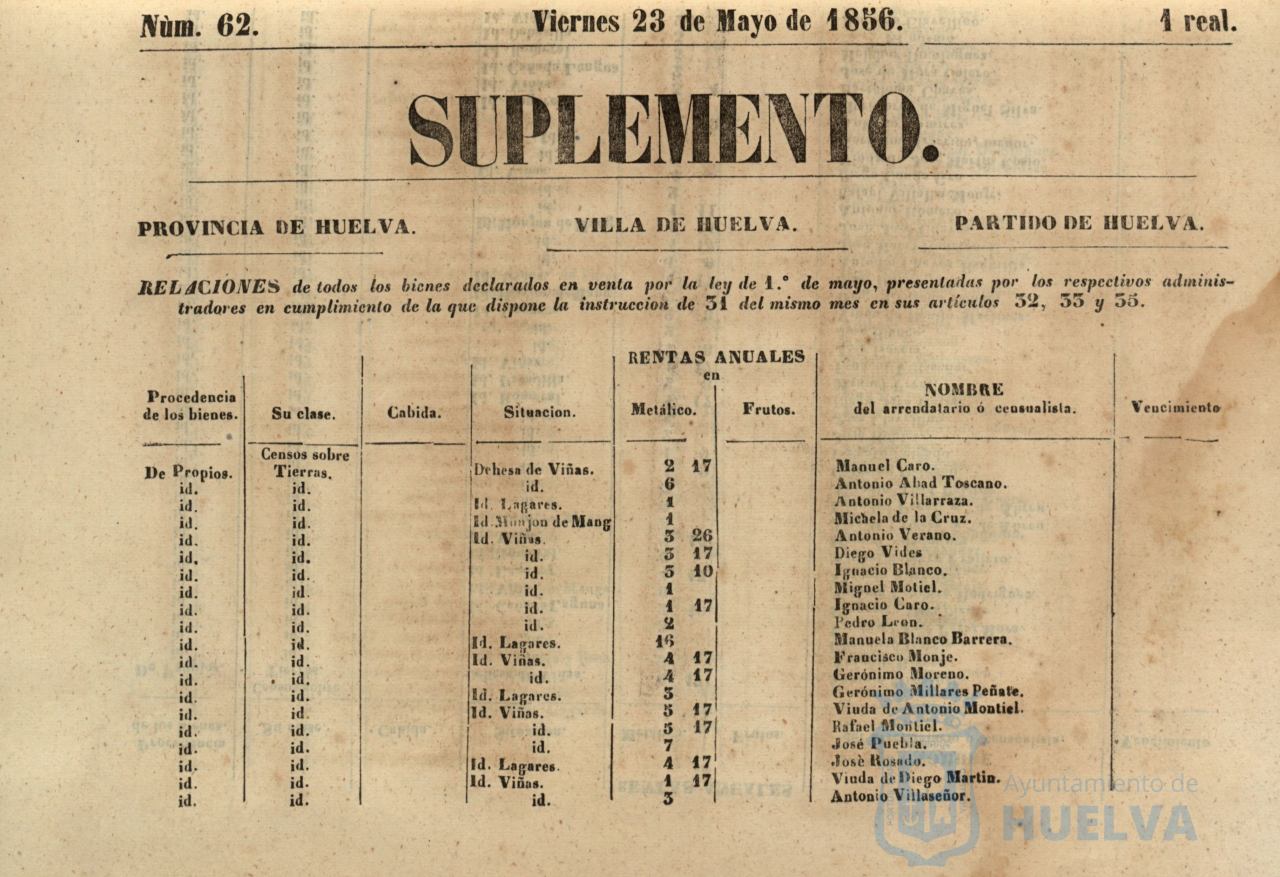 Nùm. 62. Viernes 23 de Mayo de 1856. 1 real.
SUPLEMENTO.
PROVINCIA DE HUELVA. VILLA DE HUELVA. PARTIDO DE HUELVA.
RELACIONES de todos los bienes declarados en venta por la ley de 1.º de mayo, presentadas por los respectivos adminis-
tradores en cumplimiento de la que dispone la instruccion de 31 del mismo mes en sus artículos 32, 33 y 35.
RENTAS ANUALES
en
Procedencia
de los bienes. Su clase. Cabida. Situacion. Metálico. Frutos. NOMBRE
del arrendatario ó censualista. Vencimiento
Censos sobre
De Propios. Tierras. Dehesa de Viñas. 2 17 Manuel Caro.
id. id. id. 6 Antonio Abad Toscano.
id. id. Id. Lagares. 1 Antonio Villarraza.
id. id. Id. Monjon de Mang 1 Michela de la Cruz.
id. id. Id. Viñas. 3 26 Antonio Verano.
id. id. id. 3 17 Diego Vides
id. id. id. 3 10 Ignacio Blanco.
id. id. id. 1 Miguel Motiel.
id. id. id. 1 17 Ignacio Caro.
id. id. id. 2 Pedro Leon.
id. id. Id. Lagares. 16 Manuela Blanco Barrera.
id. id. Id. Viñas. 4 17 Francisco Monje.
id. id. id. 4 17 Gerónimo Moreno.
id. id. Id. Lagares. 3 Gerónimo Millares Peñate.
id. id. Id. Viñas. 5 17 Viuda de Antonio Montiel.
id. id. id. 5 17 Rafael Montiel.
id. id. id. 7 José Puebla.
id. id. Id. Lagares. 4 17 Josè Rosado.
id. id. Id. Viñas. 1 17 Viuda de Diego Martin.
id. id. id. 3 Antonio Villaseñor.
Ayuntamiento de
HUELVA